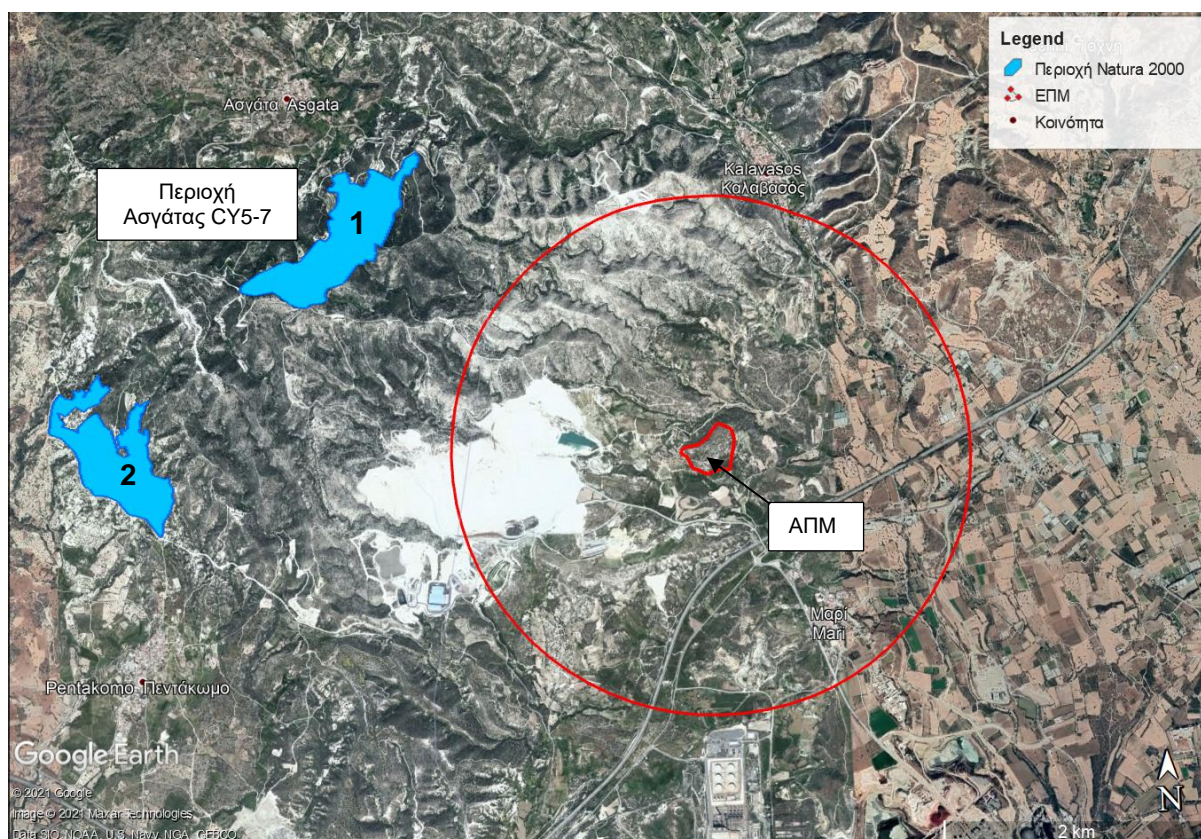 Legend
Περιοχή Natura 2000
ΕΠΜ
Κοινότητα
Ασγάτα Asgata
Περιοχή
Ασγάτας CY5-7
1
Kalavasos
Καλαβασός
2
ΑΠΜ
Μαρί
Mari
Pentakomo Πεντάκωμο
Google Earth
© 2021 Google
Image © 2021 Maxar Technologies
Data SIO, NOAA, U.S. Navy, NGA, GEBCO
N
2 km